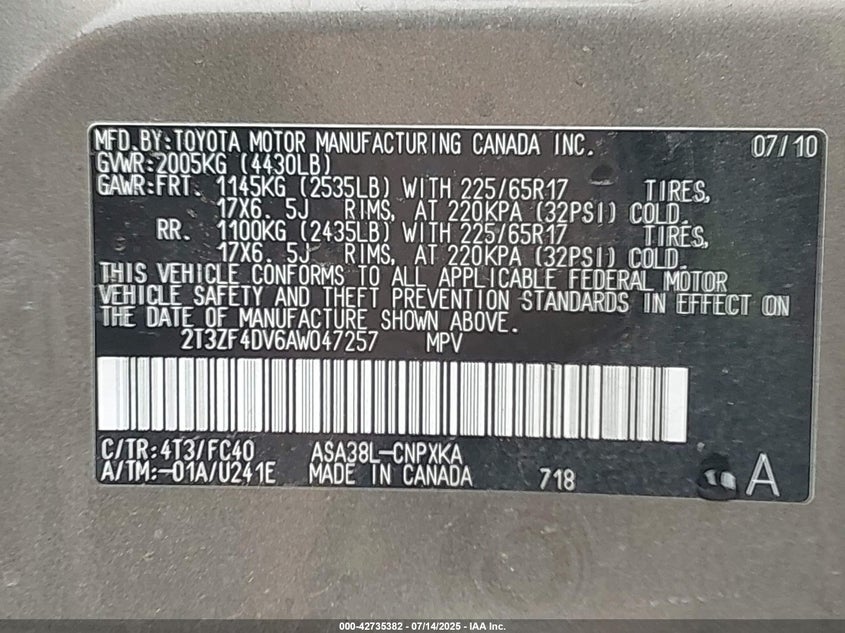 MFD.BY:TOYOTA MOTOR MANUFACTURING CANADA INC. 07/10
GVWR:2005KG (4430LB)
GAWR:FRT. 1145KG (2535LB) WITH 225/65R17 TIRES,
17X6. 5J RIMS, AT 220KPA (32PSI) COLD.
RR. 1100KG (2435LB) WITH 225/65R17 TIRES,
17X6. 5J RIMS, AT 220KPA (32PSI) COLD.
THIS VEHICLE CONFORMS TO ALL APPLICABLE FEDERAL MOTOR
VEHICLE SAFETY AND THEFT PREVENTION STANDARDS IN EFFECT ON
THE DATE OF MANUFACTURE SHOWN ABOVE.
2T3ZF4DV6AW047257 MPV
C/TR:4T3/FC40 ASA38L-CNPXKA
A/TM:-01A/U241E MADE IN CANADA 718 A
000-42735382 - 07/14/2025 - IAA Inc.